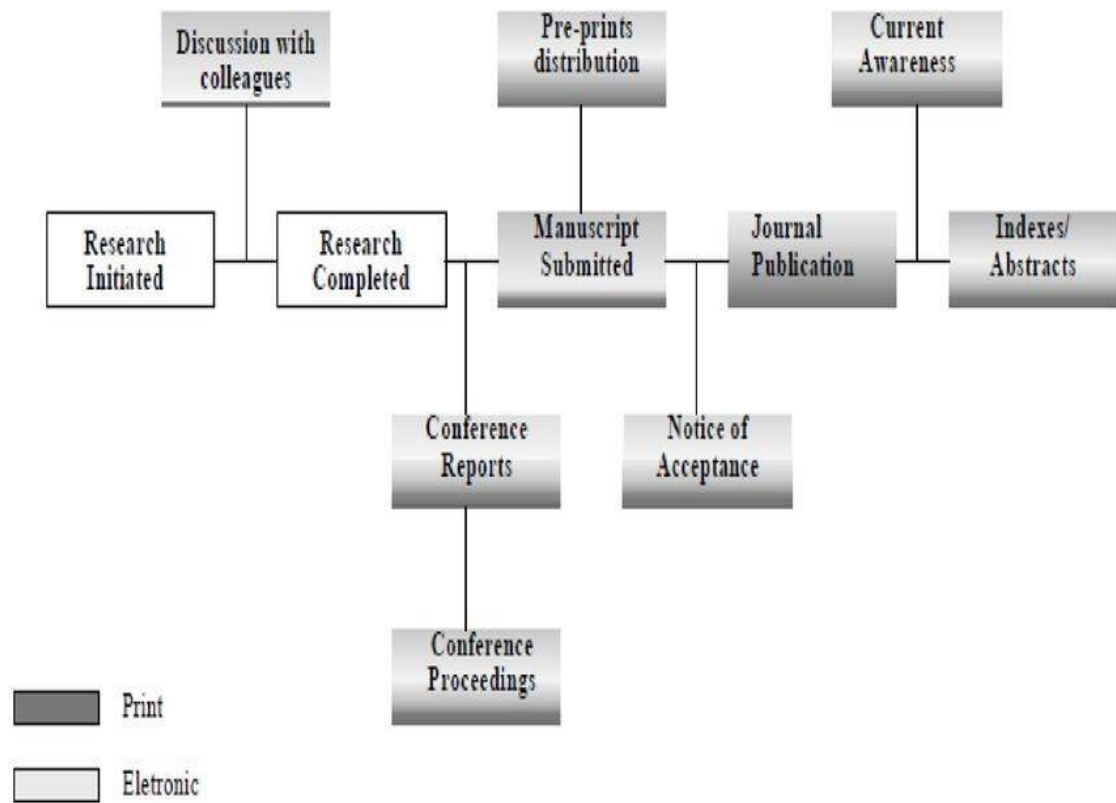 Discussion with
colleagues
Pre-prints
distribution
Current
Awareness
Research
Initiated
Research
Completed
Manuscript
Submitted
Journal
Publication
Indexes/
Abstracts
Conference
Reports
Notice of
Acceptance
Conference
Proceedings
Print
Eletronic